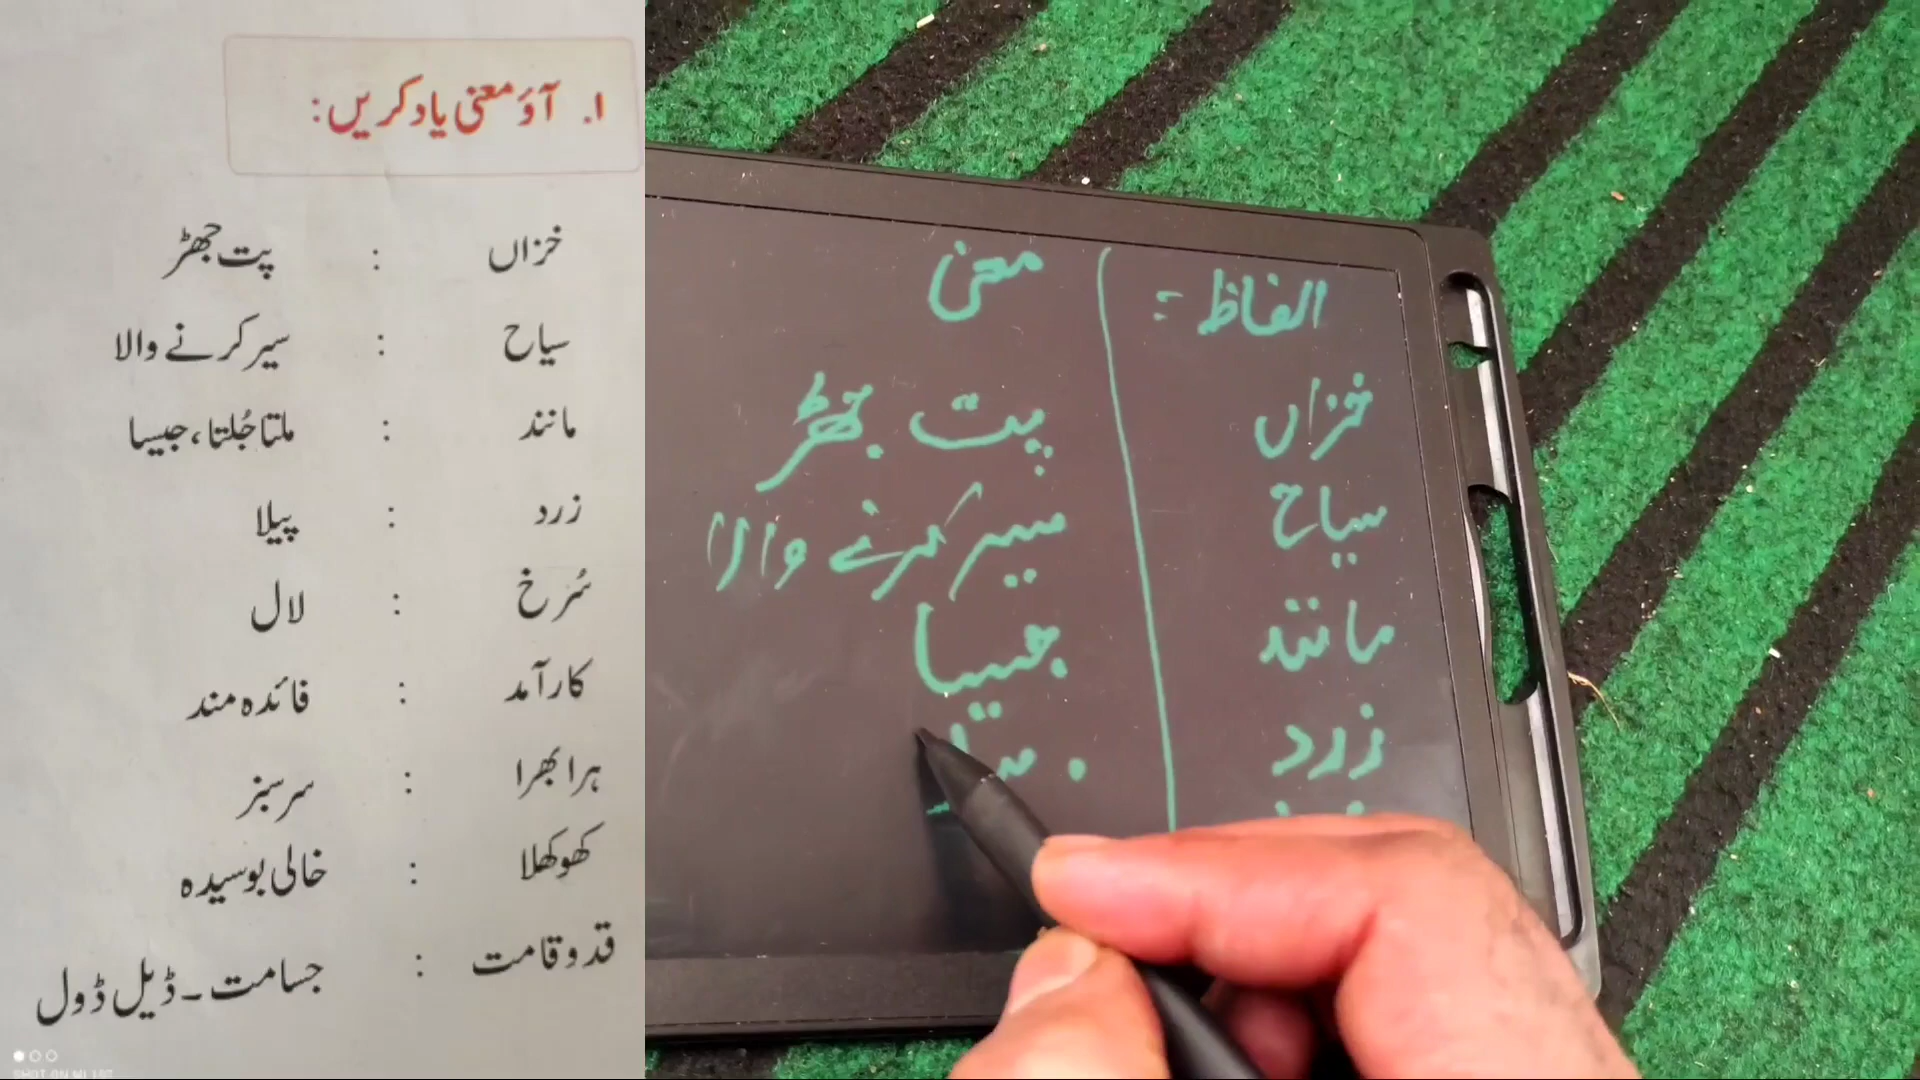 ۱. آؤ معنی یاد کریں:
خزاں : پت جھڑ
سیاح : سیر کرنے والا
مانند : ملتا جُلتا، جیسا
زرد : پیلا
سُرخ : لال
کارآمد : فائدہ مند
ہرا بھرا : سرسبز
کھوکھلا : خالی بوسیدہ
قدوقامت : جسامت۔ ڈیل ڈول
الفاظ : معنی
خزاں پت جھڑ
سیاح سیر کرنے والا
مانند جیسا
زرد